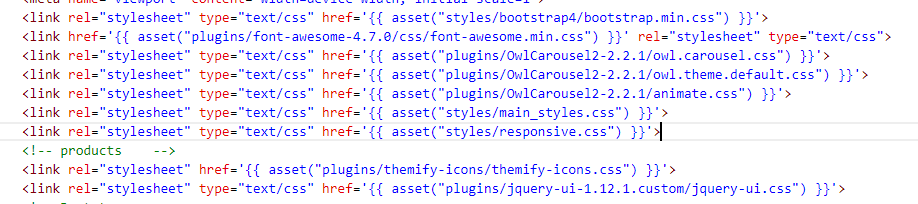 <link rel="stylesheet" type="text/css" href='{{ asset("styles/bootstrap4/bootstrap.min.css") }}'>
<link href='{{ asset("plugins/font-awesome-4.7.0/css/font-awesome.min.css") }}' rel="stylesheet" type="text/css">
<link rel="stylesheet" type="text/css" href='{{ asset("plugins/OwlCarousel2-2.2.1/owl.carousel.css") }}'>
<link rel="stylesheet" type="text/css" href='{{ asset("plugins/OwlCarousel2-2.2.1/owl.theme.default.css") }}'>
<link rel="stylesheet" type="text/css" href='{{ asset("plugins/OwlCarousel2-2.2.1/animate.css") }}'>
<link rel="stylesheet" type="text/css" href='{{ asset("styles/main_styles.css") }}'>
<link rel="stylesheet" type="text/css" href='{{ asset("styles/responsive.css") }}'>
<!-- products    -->
<link rel="stylesheet" href='{{ asset("plugins/themify-icons/themify-icons.css") }}'>
<link rel="stylesheet" type="text/css" href='{{ asset("plugins/jquery-ui-1.12.1.custom/jquery-ui.css") }}'>